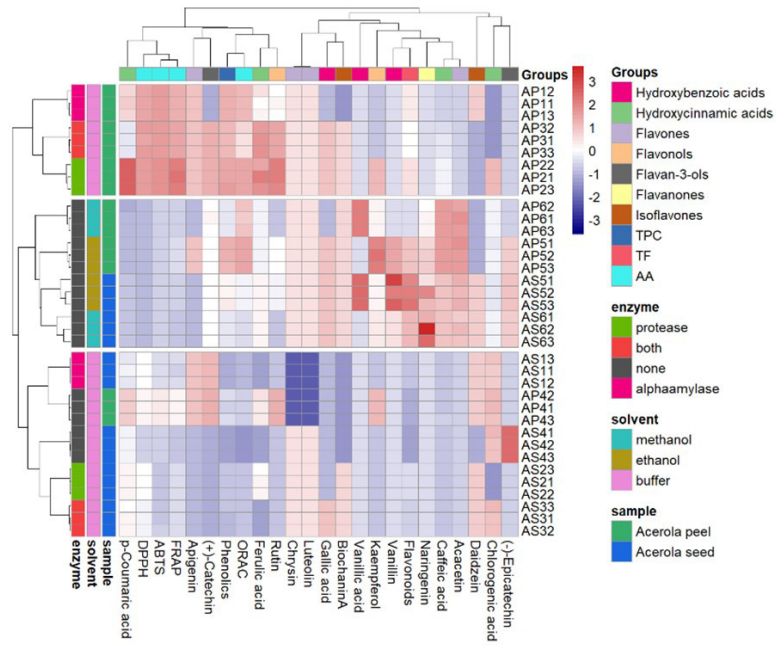 Groups
AP12
AP11
AP13
AP32
AP31
AP33
AP22
AP21
AP23
AP62
AP61
AP63
AP51
AP52
AP53
AS51
AS52
AS53
AS61
AS62
AS63
AS13
AS11
AS12
AP42
AP41
AP43
AS41
AS42
AS43
AS23
AS21
AS22
AS33
AS31
AS32
enzyme
solvent
sample
p-Coumaric acid
DPPH
ABTS
FRAP
Apigenin
(+)-Catechin
Phenolics
ORAC
Ferulic acid
Rutin
Chrysin
Luteolin
Gallic acid
BiochaninA
Vanillic acid
Kaempferol
Vanillin
Flavonoids
Naringenin
Caffeic acid
Acacetin
Daidzein
Chlorogenic acid
(-)-Epicatechin
3
2
1
0
-1
-2
-3
Groups
Hydroxybenzoic acids
Hydroxycinnamic acids
Flavones
Flavonols
Flavan-3-ols
Flavanones
Isoflavones
TPC
TF
AA
enzyme
protease
both
none
alphaamylase
solvent
methanol
ethanol
buffer
sample
Acerola peel
Acerola seed